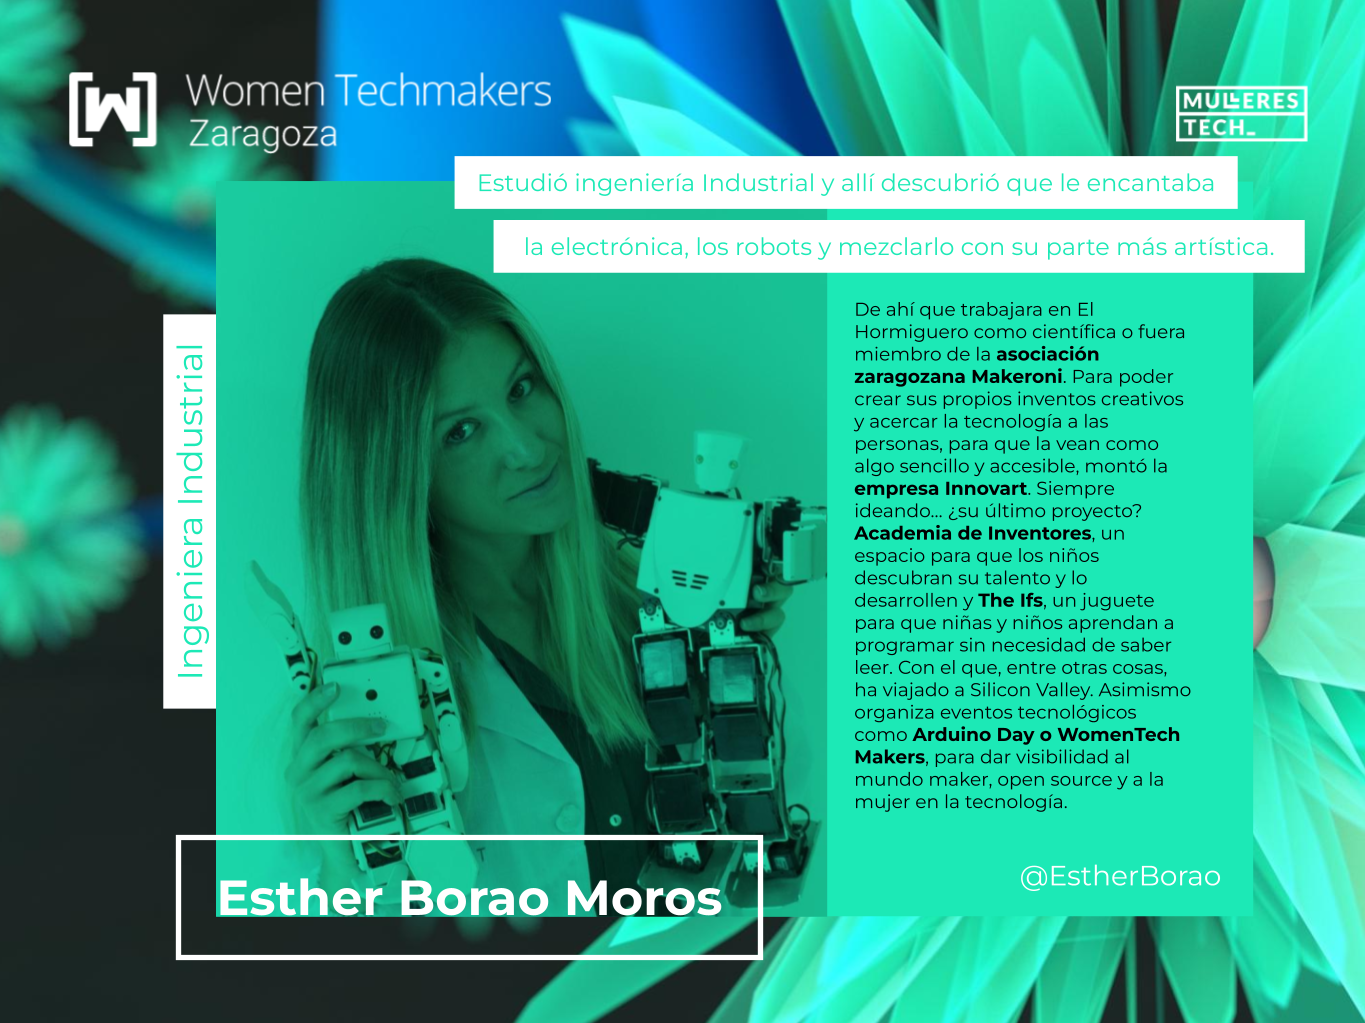 Women Techmakers
Zaragoza
MULLERES
TECH_
Estudió ingeniería Industrial y allí descubrió que le encantaba
la electrónica, los robots y mezclarlo con su parte más artística.
Ingeniera Industrial
De ahí que trabajara en El
Hormiguero como científica o fuera
miembro de la asociación
zaragozana Makeroni. Para poder
crear sus propios inventos creativos
y acercar la tecnología a las
personas, para que la vean como
algo sencillo y accesible, montó la
empresa Innovart. Siempre
ideando... ¿su último proyecto?
Academia de Inventores, un
espacio para que los niños
descubran su talento y lo
desarrollen y The Ifs, un juguete
para que niñas y niños aprendan a
programar sin necesidad de saber
leer. Con el que, entre otras cosas,
ha viajado a Silicon Valley. Asimismo
organiza eventos tecnológicos
como Arduino Day o WomenTech
Makers, para dar visibilidad al
mundo maker, open source y a la
mujer en la tecnología.
@EstherBorao
Esther Borao Moros